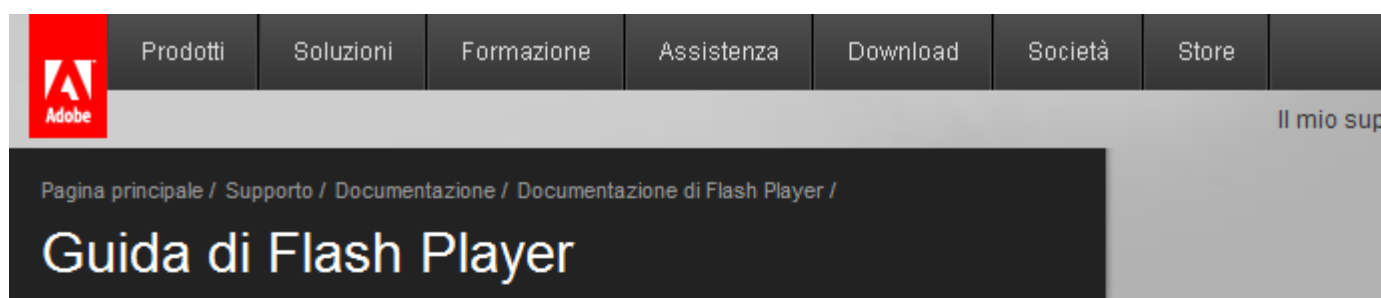 Prodotti Soluzioni Formazione Assistenza Download Società Store
Adobe
Il mio
Pagina principale / Supporto / Documentazione / Documentazione di Flash Player /
Guida di Flash Player